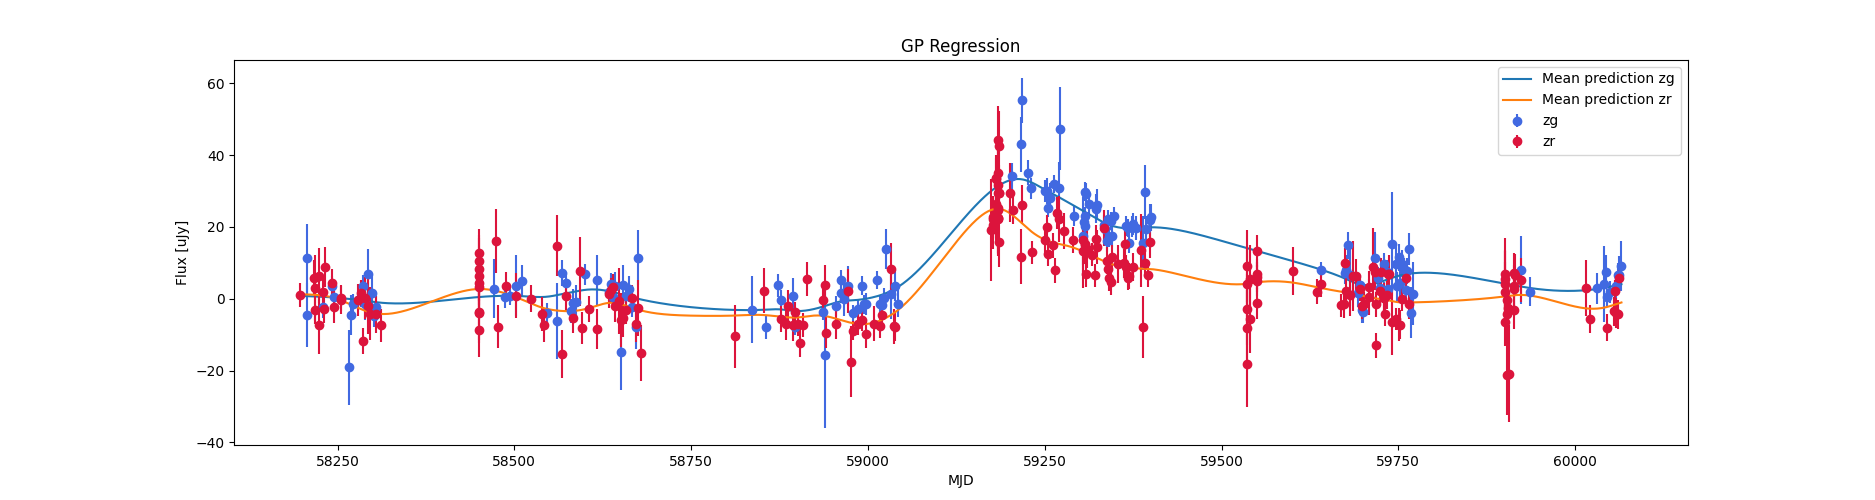 GP Regression
Flux [uJy]
60
40
20
0
−20
−40
58250 58500 58750 59000 59250 59500 59750 60000
MJD
Mean prediction zg
Mean prediction zr
zg
zr